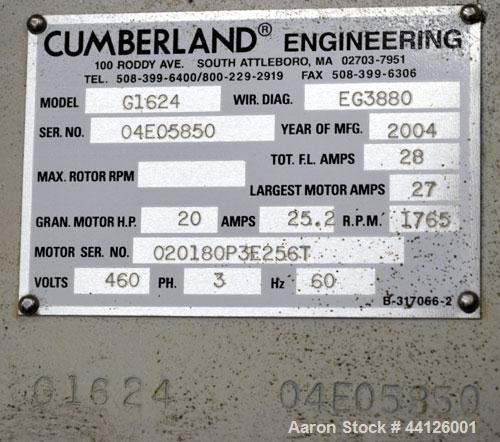 CUMBERLAND® ENGINEERING
100 RODDY AVE. SOUTH ATTLEBORO, MA 02703-7951
TEL. 508-399-6400/800-229-2919 FAX 508-399-6306
MODEL G1624 WIR. DIAG. EG3880
SER. NO. 04E05850 YEAR OF MFG. 2004
TOT. F.L. AMPS 28
MAX. ROTOR RPM
LARGEST MOTOR AMPS 27
GRAN. MOTOR H.P. 20 AMPS 25.2 R.P.M. 1765
MOTOR SER. NO. 020180P3E256T
VOLTS 460 PH. 3 Hz 60
B-317066-2
G1624 04E05850
Aaron Stock # 44126001